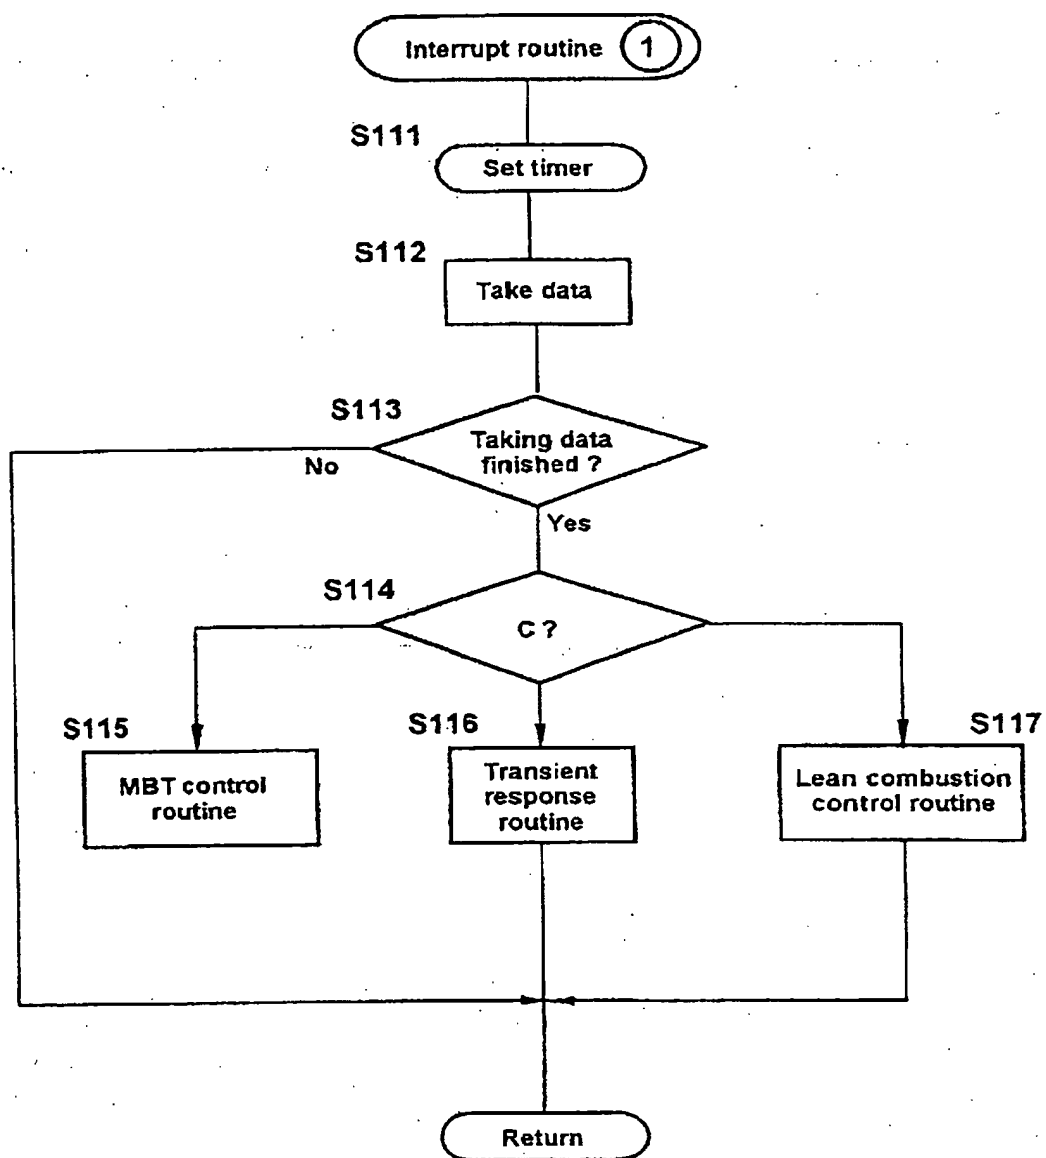 Interrupt routine 1
S111
Set timer
S112
Take data
S113
Taking data
finished ?
No
Yes
S114
C ?
S115
MBT control
routine
S116
Transient
response
routine
S117
Lean combustion
control routine
Return